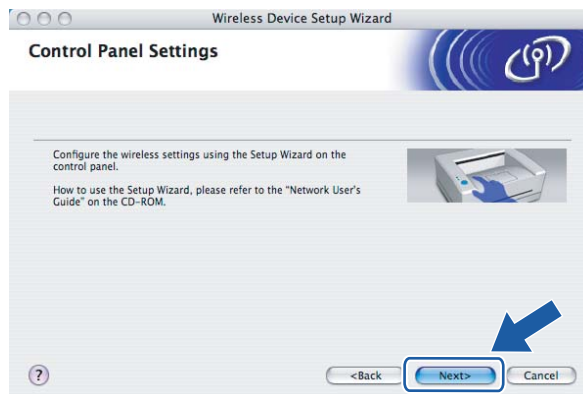 Wireless Device Setup Wizard
Control Panel Settings
Configure the wireless settings using the Setup Wizard on the
control panel.
How to use the Setup Wizard, please refer to the "Network User's
Guide" on the CD-ROM.
?
<Back
Next>
Cancel